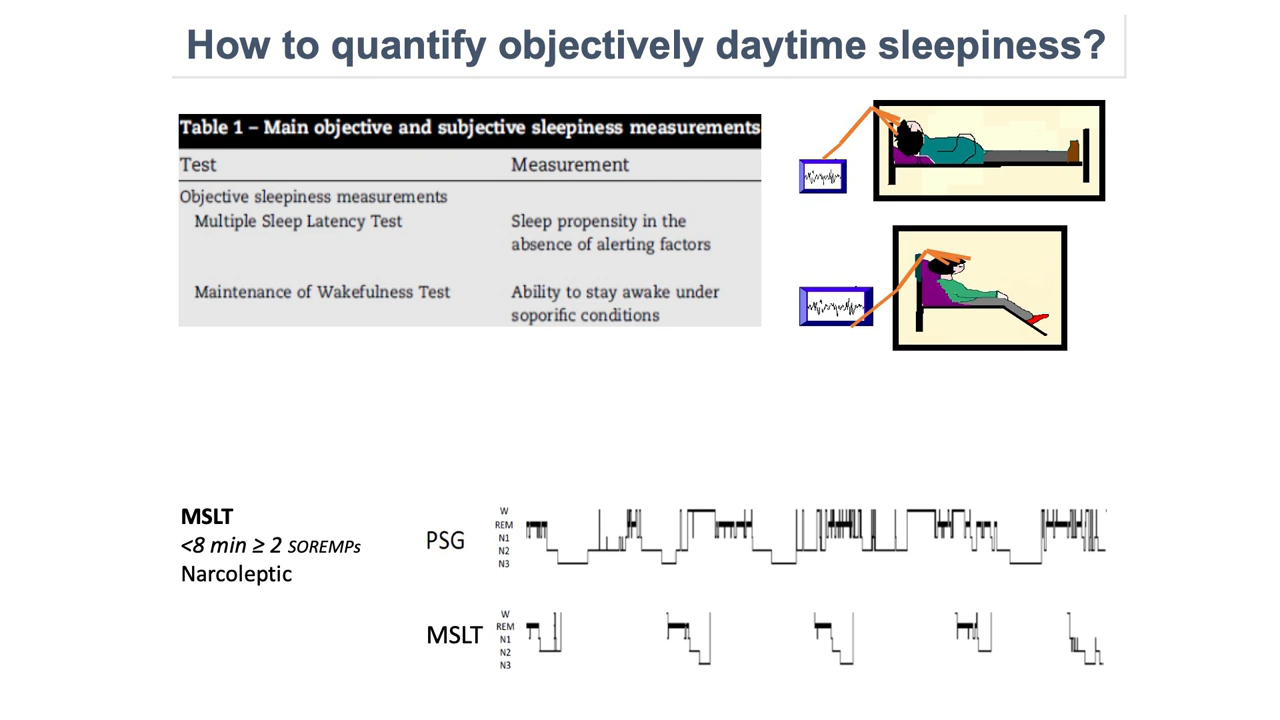 How to quantify objectively daytime sleepiness?
Table 1 – Main objective and subjective sleepiness measurements
Test Measurement
Objective sleepiness measurements
Multiple Sleep Latency Test Sleep propensity in the
absence of alerting factors
Maintenance of Wakefulness Test Ability to stay awake under
soporific conditions
MSLT
<8 min ≥ 2 SOREMPs
Narcoleptic
PSG
W
REM
N1
N2
N3
MSLT
W
REM
N1
N2
N3